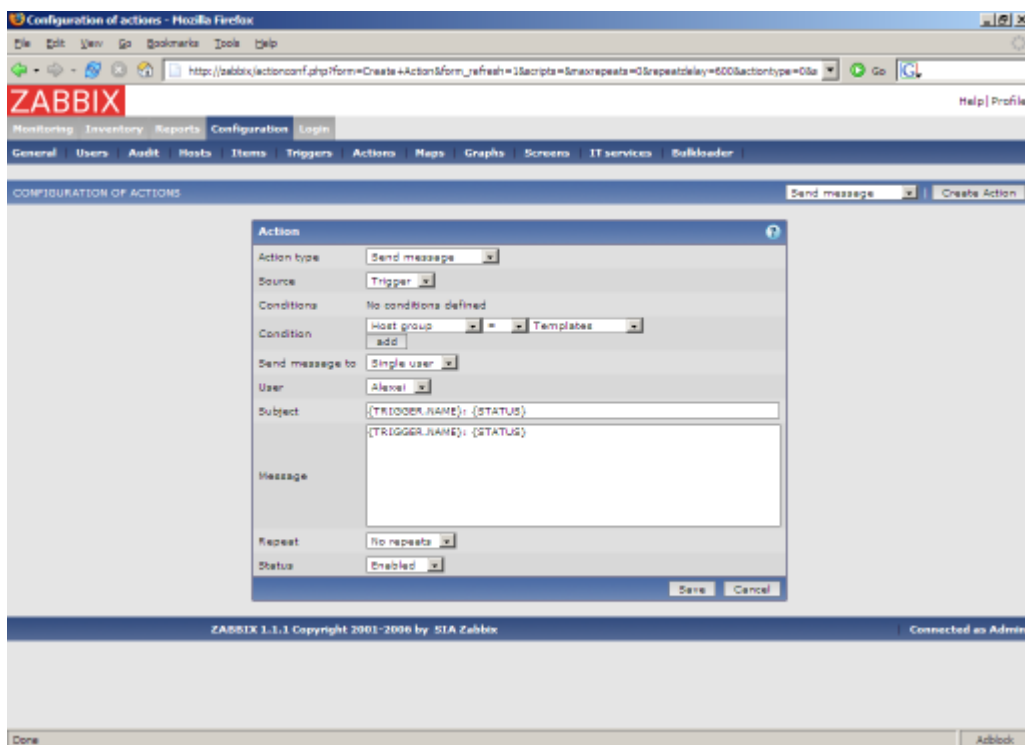 Configuration of actions - Mozilla Firefox
File Edit View Go Bookmarks Tools Help
http://zabbix/actionconf.php?form=Create+Action&form_refresh=1&scripts=&maxrepeats=0&repeatdelay=600&actiontype=0&s Go
ZABBIX Help | Profile
Monitoring Inventory Reports Configuration Login
General Users Audit Hosts Items Triggers Actions Maps Graphs Screens IT services Bulkloader
CONFIGURATION OF ACTIONS Send message Create Action
Action
Action type Send message
Source Trigger
Conditions No conditions defined
Condition Host group = Templates
add
Send message to Single user
User Alexei
Subject {TRIGGER.NAME}: {STATUS}
Message {TRIGGER.NAME}: {STATUS}
Repeat No repeats
Status Enabled
Save Cancel
ZABBIX 1.1.1 Copyright 2001-2006 by SIA Zabbix Connected as Admin
Done Adblock